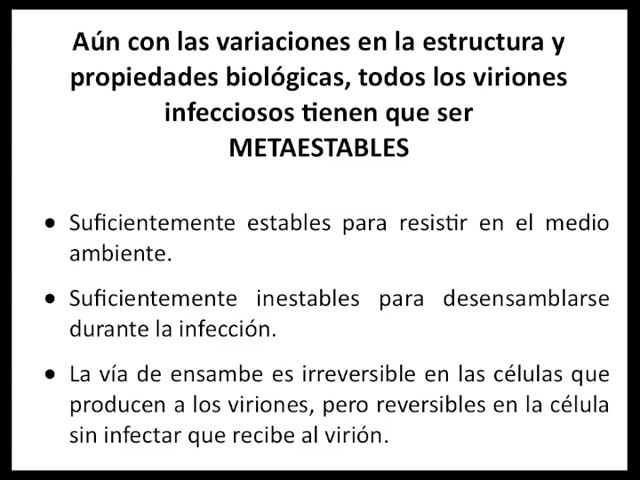 Aún con las variaciones en la estructura y
propiedades biológicas, todos los viriones
infecciosos tienen que ser
METAESTABLES
• Suficientemente estables para resistir en el medio
ambiente.
• Suficientemente inestables para desensamblarse
durante la infección.
• La vía de ensambe es irreversible en las células que
producen a los viriones, pero reversibles en la célula
sin infectar que recibe al virión.